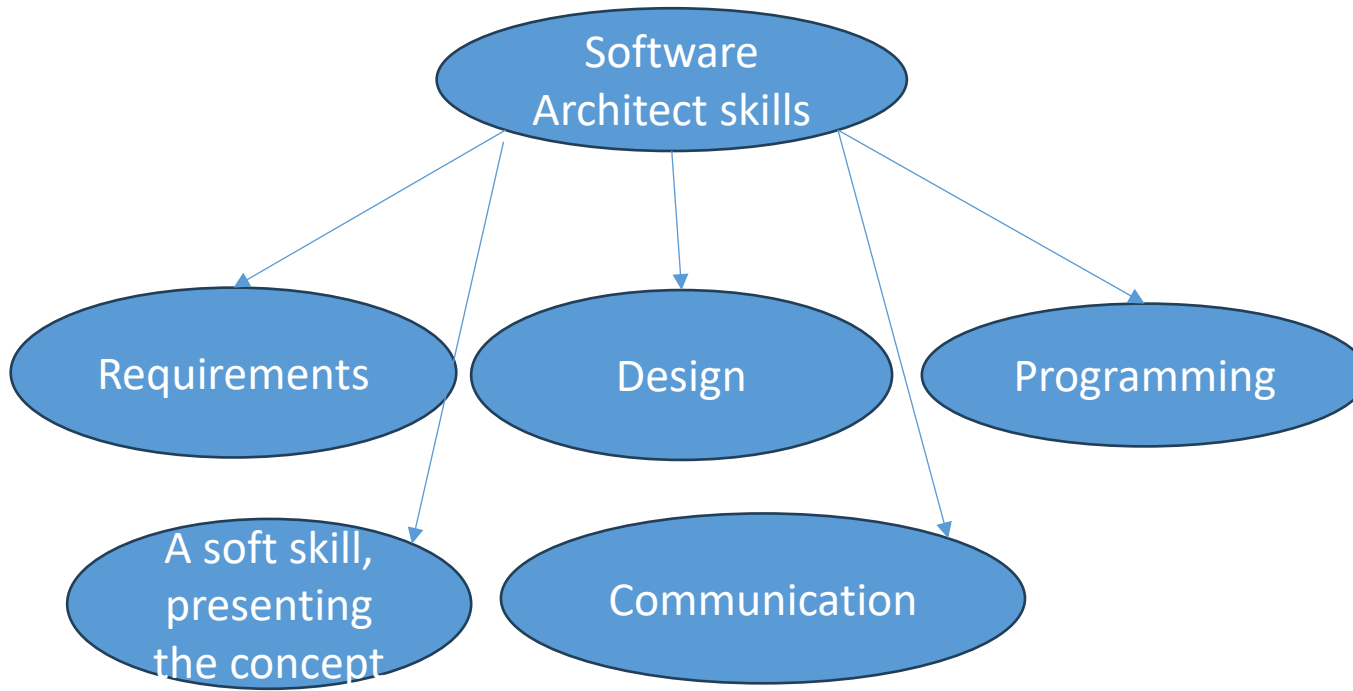 Software
Architect skills
Requirements
Design
Programming
A soft skill,
presenting
the concept
Communication